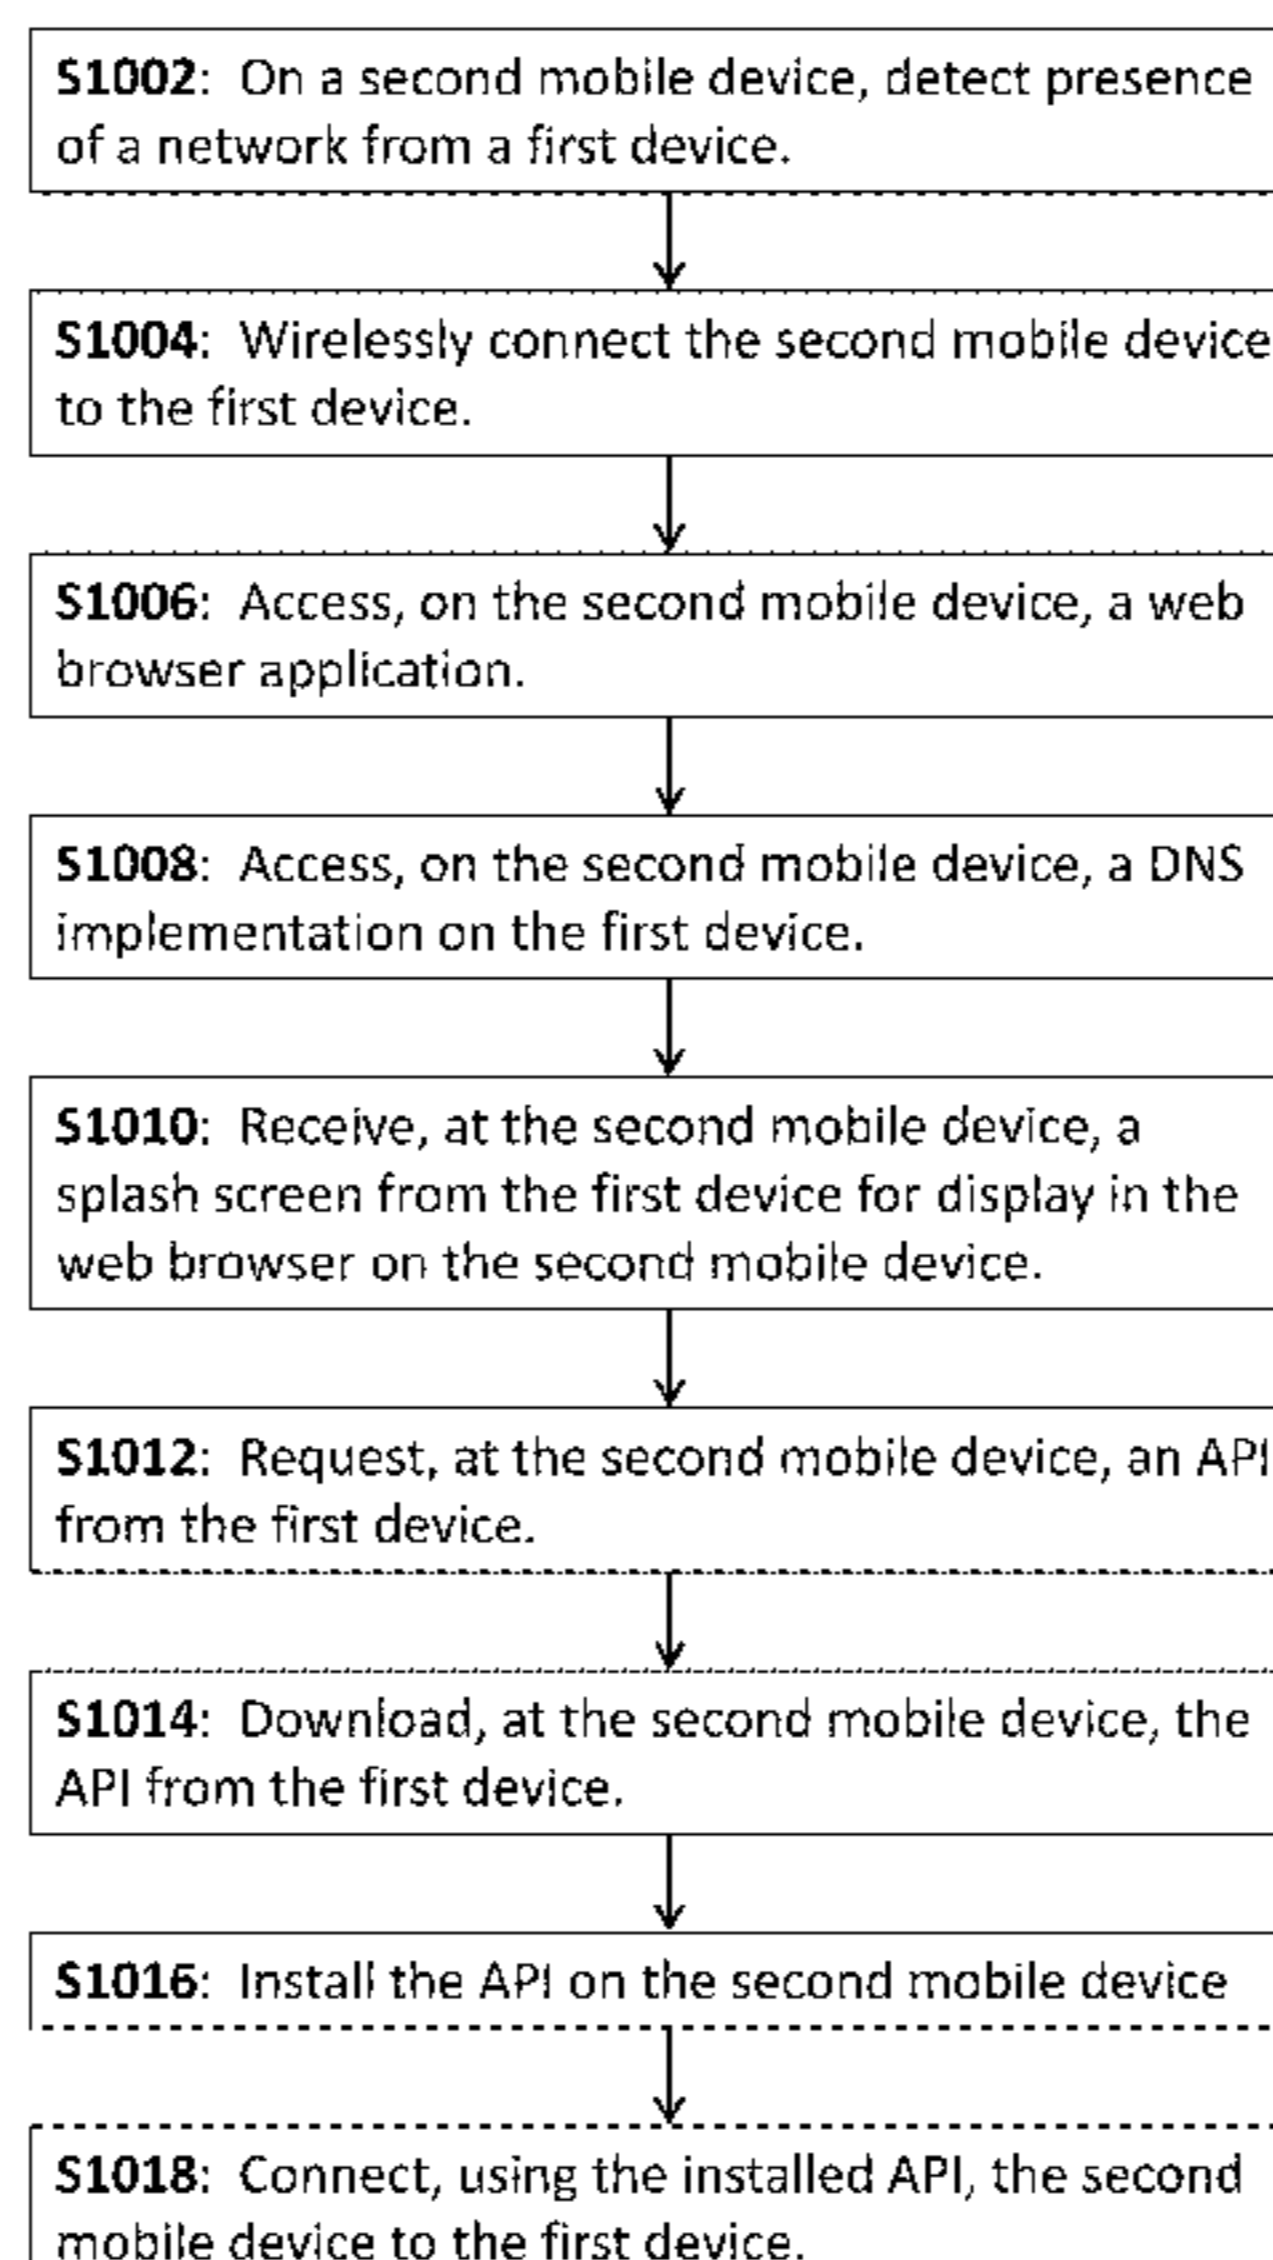 S1002: On a second mobile device, detect presence
of a network from a first device.
S1004: Wirelessly connect the second mobile device
to the first device.
S1006: Access, on the second mobile device, a web
browser application.
S1008: Access, on the second mobile device, a DNS
implementation on the first device.
S1010: Receive, at the second mobile device, a
splash screen from the first device for display in the
web browser on the second mobile device.
S1012: Request, at the second mobile device, an API
from the first device.
S1014: Download, at the second mobile device, the
API from the first device.
S1016: Install the API on the second mobile device
S1018: Connect, using the installed API, the second
mobile device to the first device.